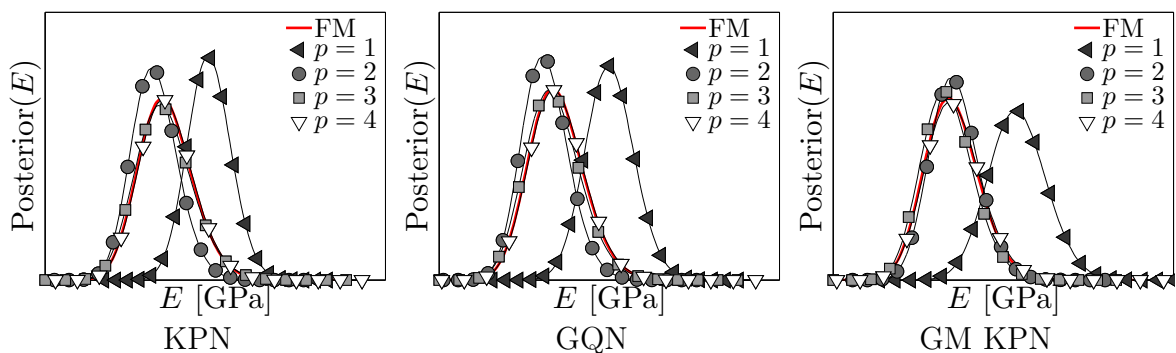 Posterior(E)
FM
p = 1
p = 2
p = 3
p = 4
E [GPa]
KPN
Posterior(E)
FM
p = 1
p = 2
p = 3
p = 4
E [GPa]
GQN
Posterior(E)
FM
p = 1
p = 2
p = 3
p = 4
E [GPa]
GM KPN